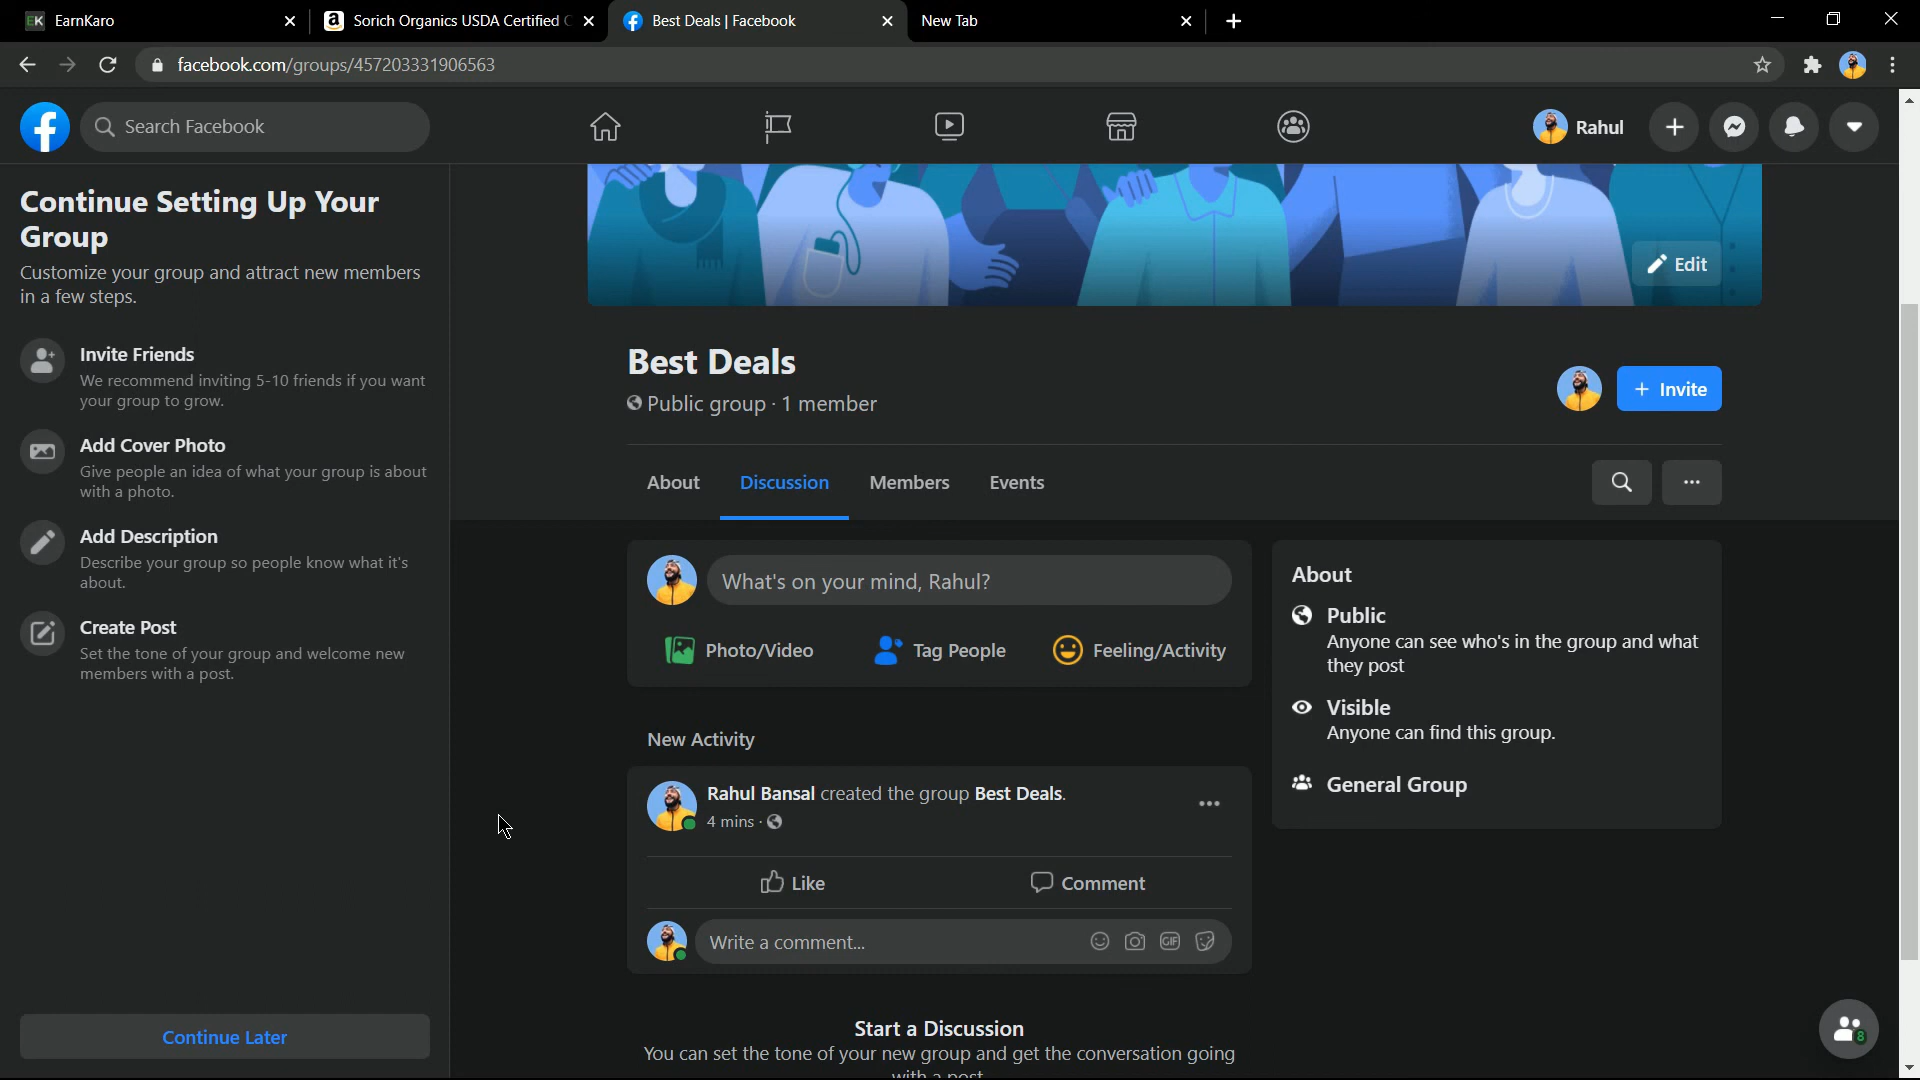 EarnKaro
Sorich Organics USDA Certified
Best Deals | Facebook
New Tab
facebook.com/groups/457203331906563
Search Facebook
Rahul
Continue Setting Up Your
Group
Customize your group and attract new members
in a few steps.
Invite Friends
We recommend inviting 5-10 friends if you want
your group to grow.
Add Cover Photo
Give people an idea of what your group is about
with a photo.
Add Description
Describe your group so people know what it's
about.
Create Post
Set the tone of your group and welcome new
members with a post.
Continue Later
Edit
Best Deals
Public group · 1 member
+ Invite
About
Discussion
Members
Events
What's on your mind, Rahul?
Photo/Video
Tag People
Feeling/Activity
New Activity
Rahul Bansal created the group Best Deals.
4 mins ·
Like
Comment
Write a comment...
GIF
Start a Discussion
You can set the tone of your new group and get the conversation going
with a post
About
Public
Anyone can see who's in the group and what
they post
Visible
Anyone can find this group.
General Group
8